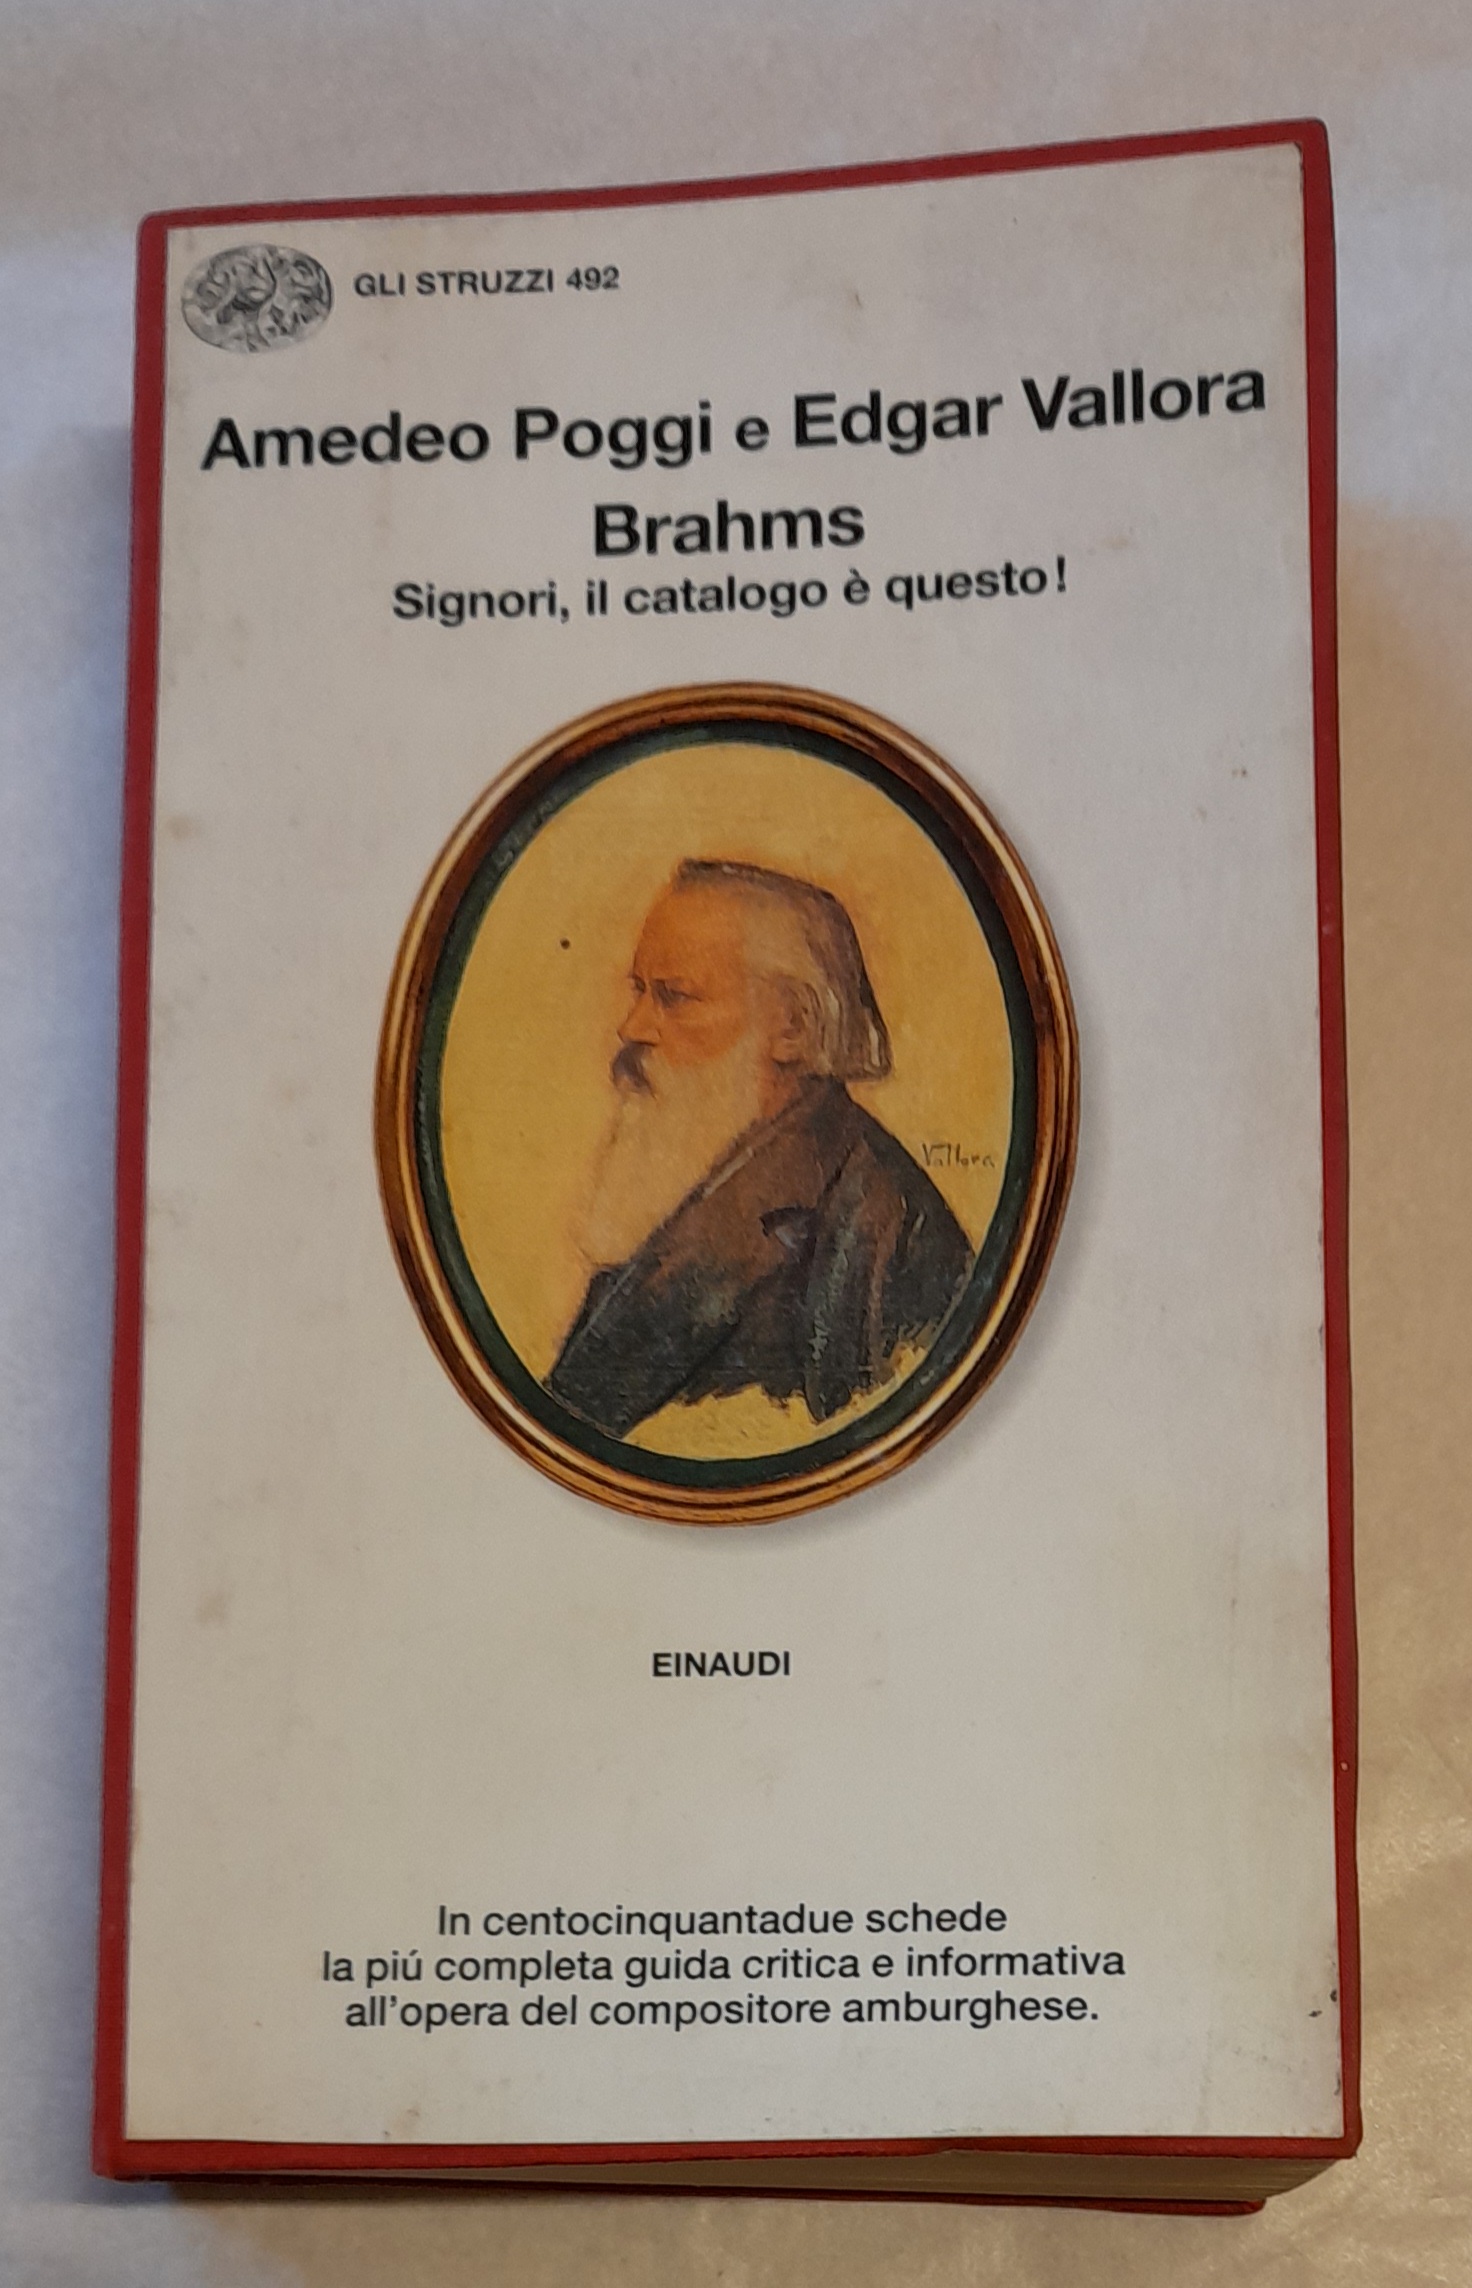 GLI STRUZZI 492
Amedeo Poggi e Edgar Vallora
Brahms
Signori, il catalogo è questo!
Vallora
EINAUDI
In centocinquantadue schede
la piú completa guida critica e informativa
all'opera del compositore amburghese.